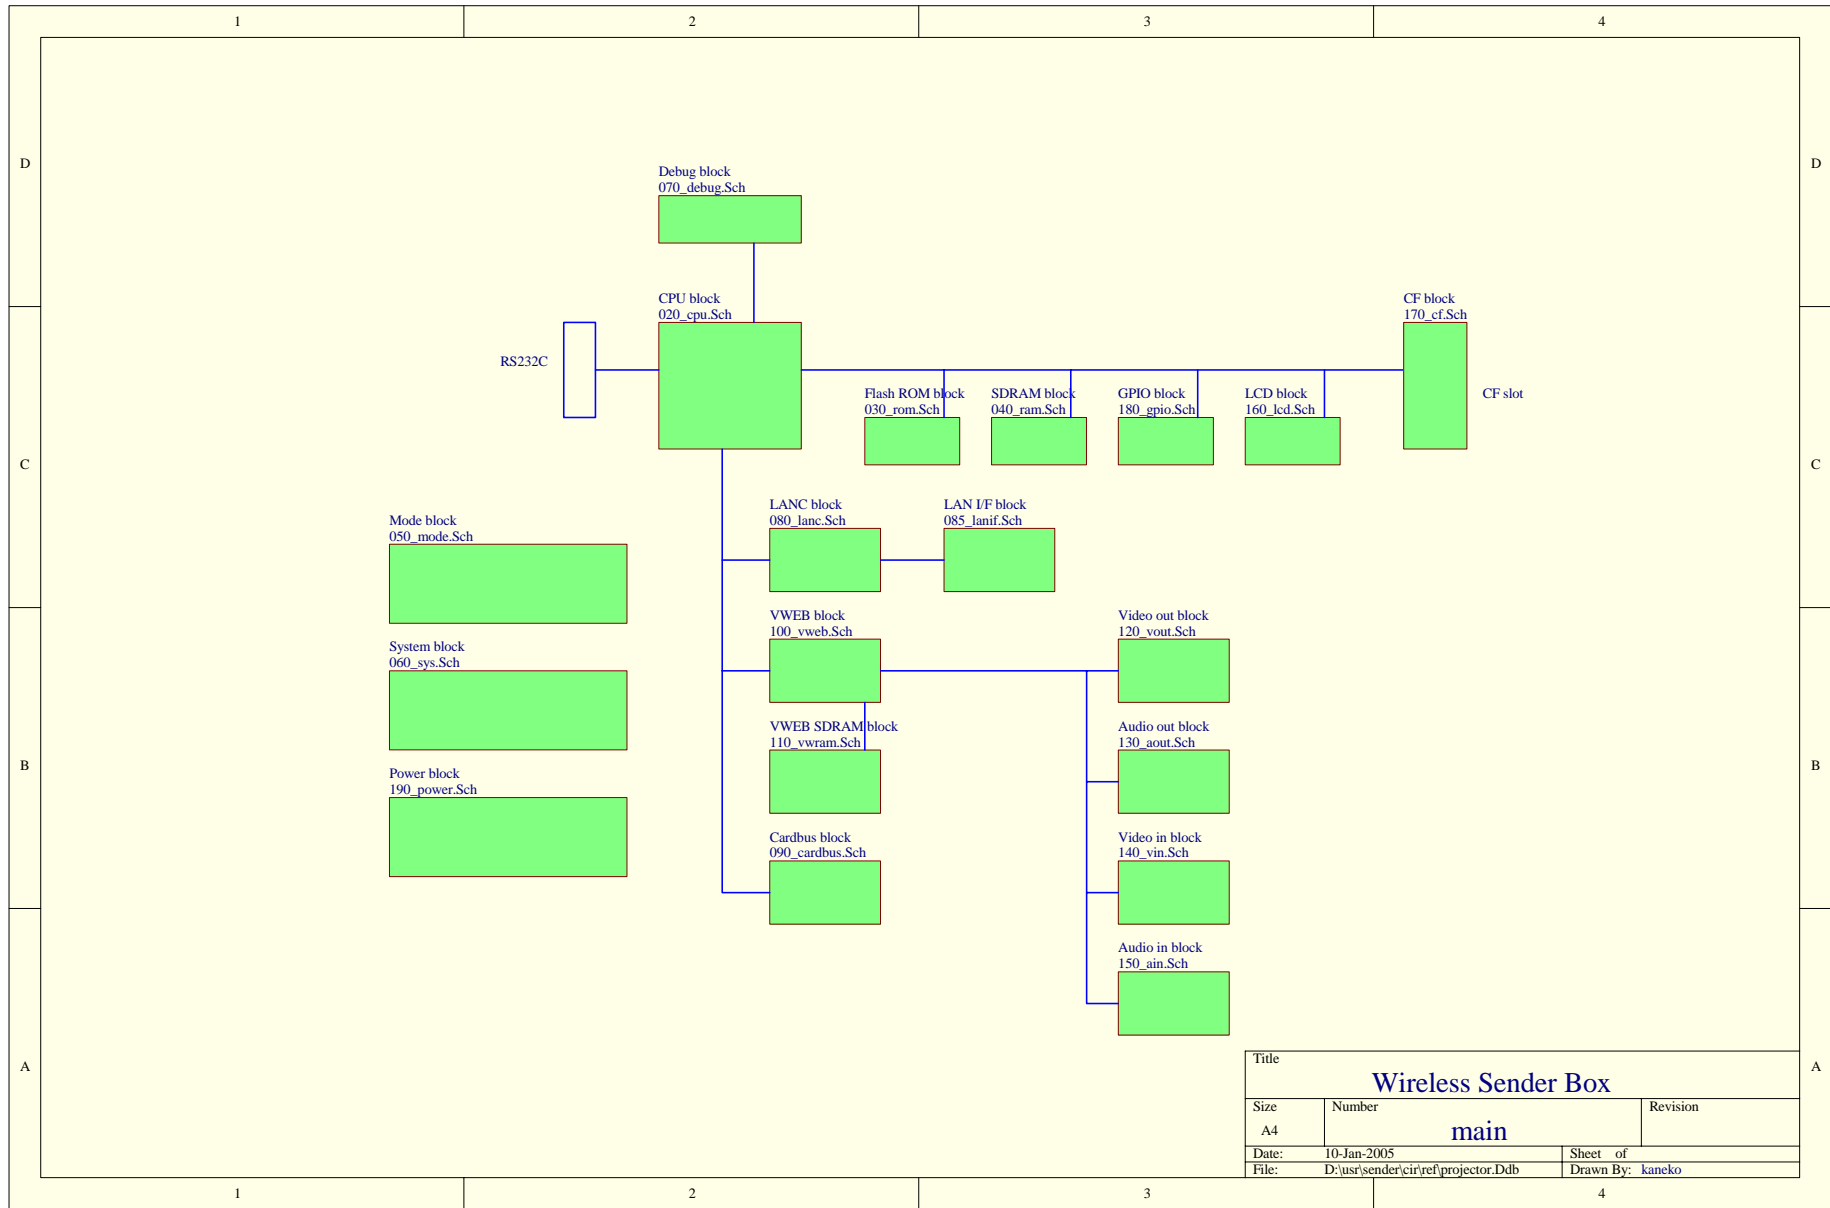 1 2 3 4
D D
Debug block
070_debug.Sch
CPU block
020_cpu.Sch
CF block
170_cf.Sch
RS232C
Flash ROM block
030_rom.Sch
SDRAM block
040_ram.Sch
GPIO block
180_gpio.Sch
LCD block
160_lcd.Sch
CF slot
C C
LANC block
080_lanc.Sch
LAN I/F block
085_lanif.Sch
Mode block
050_mode.Sch
VWEB block
100_vweb.Sch
Video out block
120_vout.Sch
System block
060_sys.Sch
VWEB SDRAM block
110_vwram.Sch
Audio out block
130_aout.Sch
B B
Power block
190_power.Sch
Cardbus block
090_cardbus.Sch
Video in block
140_vin.Sch
Audio in block
150_ain.Sch
A A
Title
Wireless Sender Box
Size Number Revision
A4 main
Date: 10-Jan-2005 Sheet of
File: D:\usr\sender\cir\ref\projector.Ddb Drawn By: kaneko
1 2 3 4